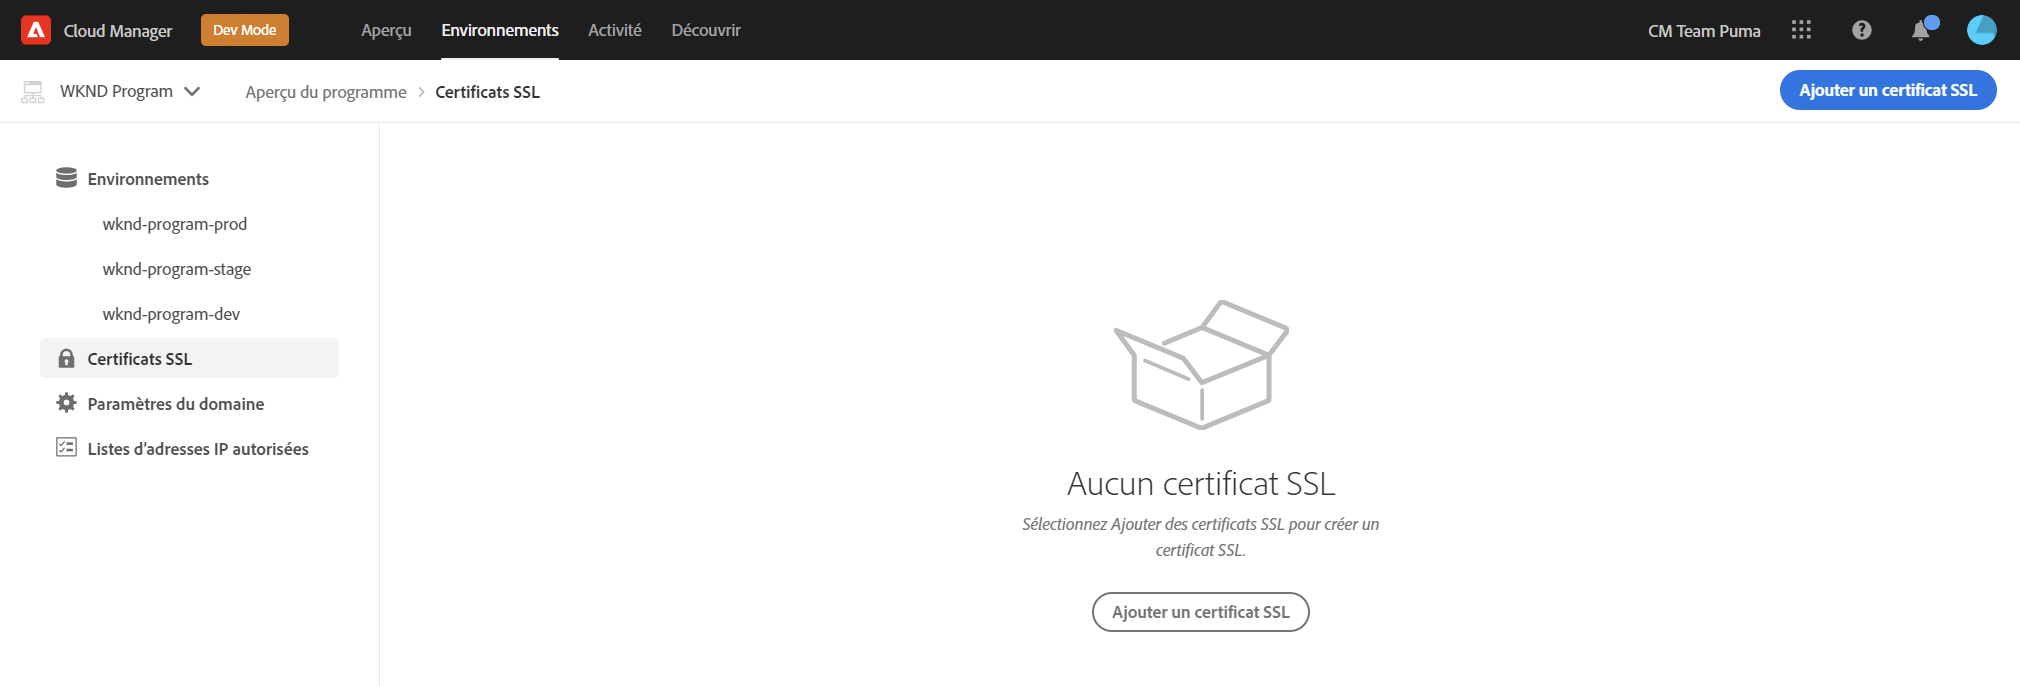 Cloud Manager Dev Mode Aperçu Environnements Activité Découvrir CM Team Puma
WKND Program Aperçu du programme > Certificats SSL Ajouter un certificat SSL
Environnements
wknd-program-prod
wknd-program-stage
wknd-program-dev
Certificats SSL
Paramètres du domaine
Listes d’adresses IP autorisées
Aucun certificat SSL
Sélectionnez Ajouter des certificats SSL pour créer un
certificat SSL.
Ajouter un certificat SSL